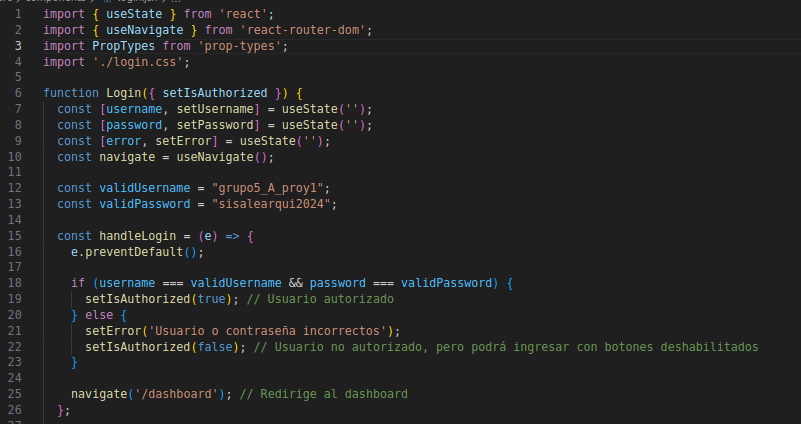 1 import { useState } from 'react';
2 import { useNavigate } from 'react-router-dom';
3 import PropTypes from 'prop-types';
4 import './login.css';
5
6 function Login({ setIsAuthorized }) {
7 const [username, setUsername] = useState('');
8 const [password, setPassword] = useState('');
9 const [error, setError] = useState('');
10 const navigate = useNavigate();
11
12 const validUsername = "grupo5_A_proy1";
13 const validPassword = "sisalearqui2024";
14
15 const handleLogin = (e) => {
16 e.preventDefault();
17
18 if (username === validUsername && password === validPassword) {
19 setIsAuthorized(true); // Usuario autorizado
20 } else {
21 setError('Usuario o contraseña incorrectos');
22 setIsAuthorized(false); // Usuario no autorizado, pero podrá ingresar con botones deshabilitados
23 }
24
25 navigate('/dashboard'); // Redirige al dashboard
26 };